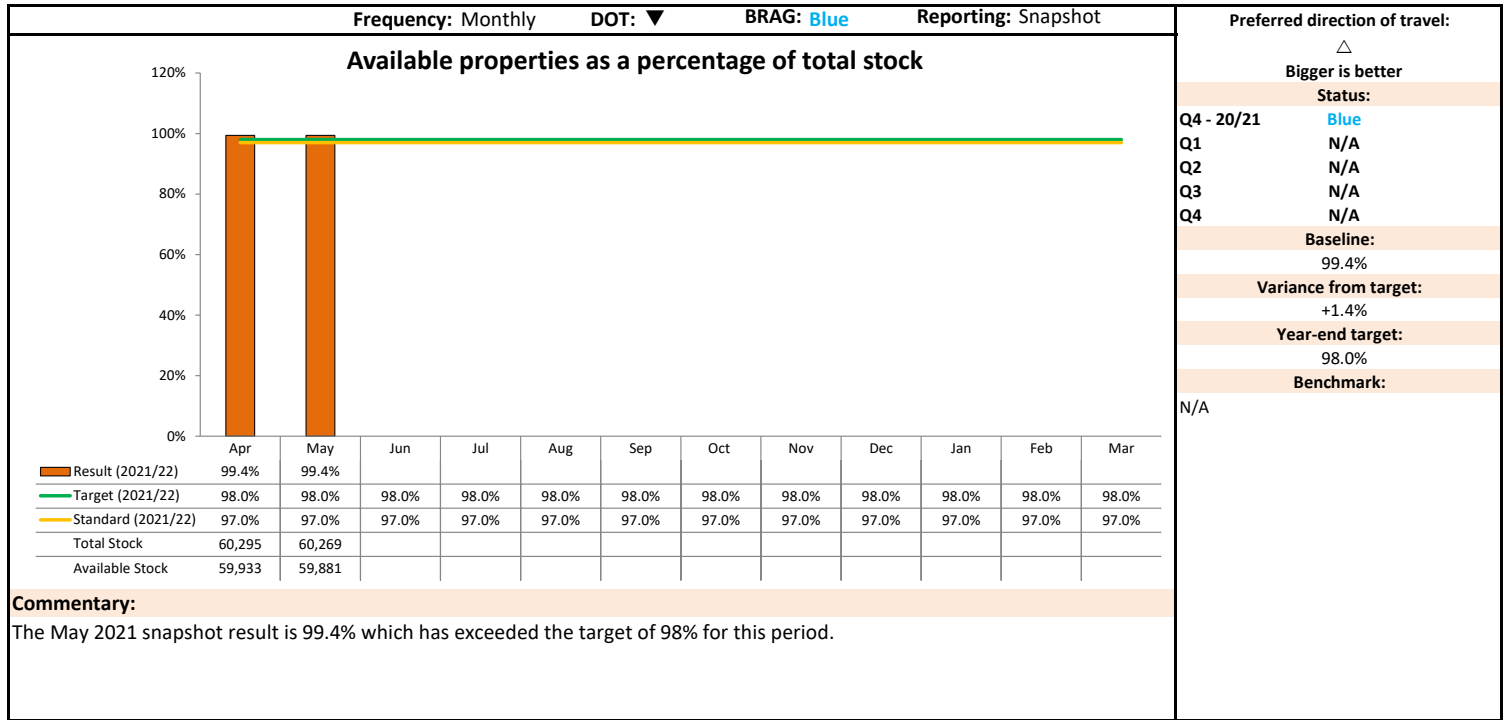 Frequency: Monthly DOT: ▼ BRAG: Blue Reporting: Snapshot
Available properties as a percentage of total stock
120%
100%
80%
60%
40%
20%
0%
Apr May Jun Jul Aug Sep Oct Nov Dec Jan Feb Mar
Result (2021/22) 99.4% 99.4%
Target (2021/22) 98.0% 98.0% 98.0% 98.0% 98.0% 98.0% 98.0% 98.0% 98.0% 98.0% 98.0% 98.0%
Standard (2021/22) 97.0% 97.0% 97.0% 97.0% 97.0% 97.0% 97.0% 97.0% 97.0% 97.0% 97.0% 97.0%
Total Stock 60,295 60,269
Available Stock 59,933 59,881
Commentary:
The May 2021 snapshot result is 99.4% which has exceeded the target of 98% for this period.
Preferred direction of travel:
△
Bigger is better
Status:
Q4 - 20/21 Blue
Q1 N/A
Q2 N/A
Q3 N/A
Q4 N/A
Baseline:
99.4%
Variance from target:
+1.4%
Year-end target:
98.0%
Benchmark:
N/A